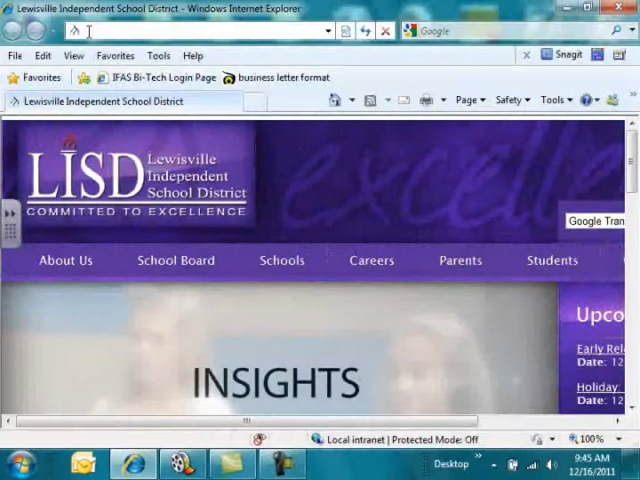 Lewisville Independent School District - Windows Internet Explorer
Google
File Edit View Favorites Tools Help
Snagit
Favorites IFAS Bi-Tech Login Page business letter format
Lewisville Independent School District
Page Safety Tools
LISD
Lewisville
Independent
School District
COMMITTED TO EXCELLENCE
excell
Google Tran
About Us School Board Schools Careers Parents Students
INSIGHTS
Upco
Early Rel
Date: 12
Holiday:
Date: 12
Local intranet | Protected Mode: Off
100%
Desktop
9:45 AM
12/16/2011